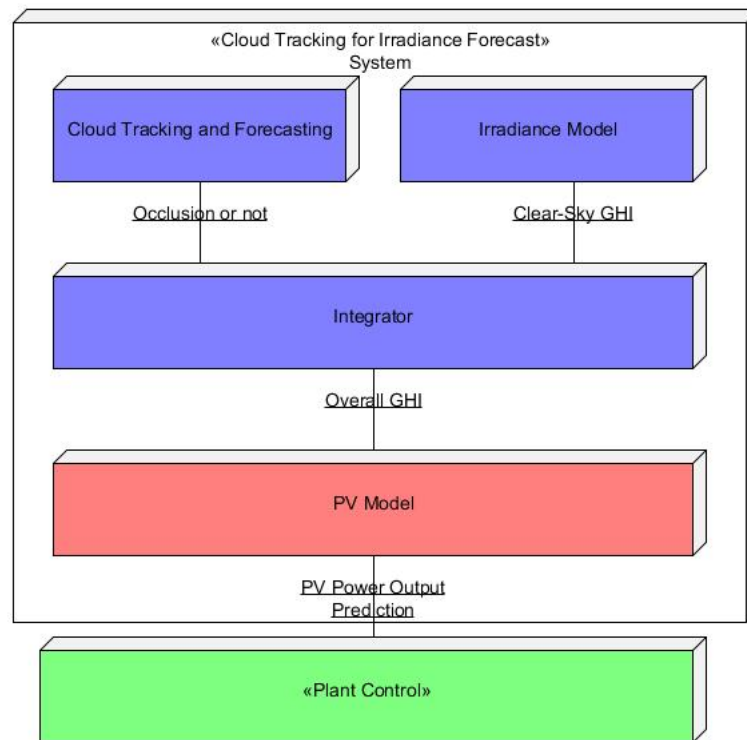 «Cloud Tracking for Irradiance Forecast»
System
Cloud Tracking and Forecasting
Irradiance Model
Occlusion or not
Clear-Sky GHI
Integrator
Overall GHI
PV Model
PV Power Output
Prediction
«Plant Control»